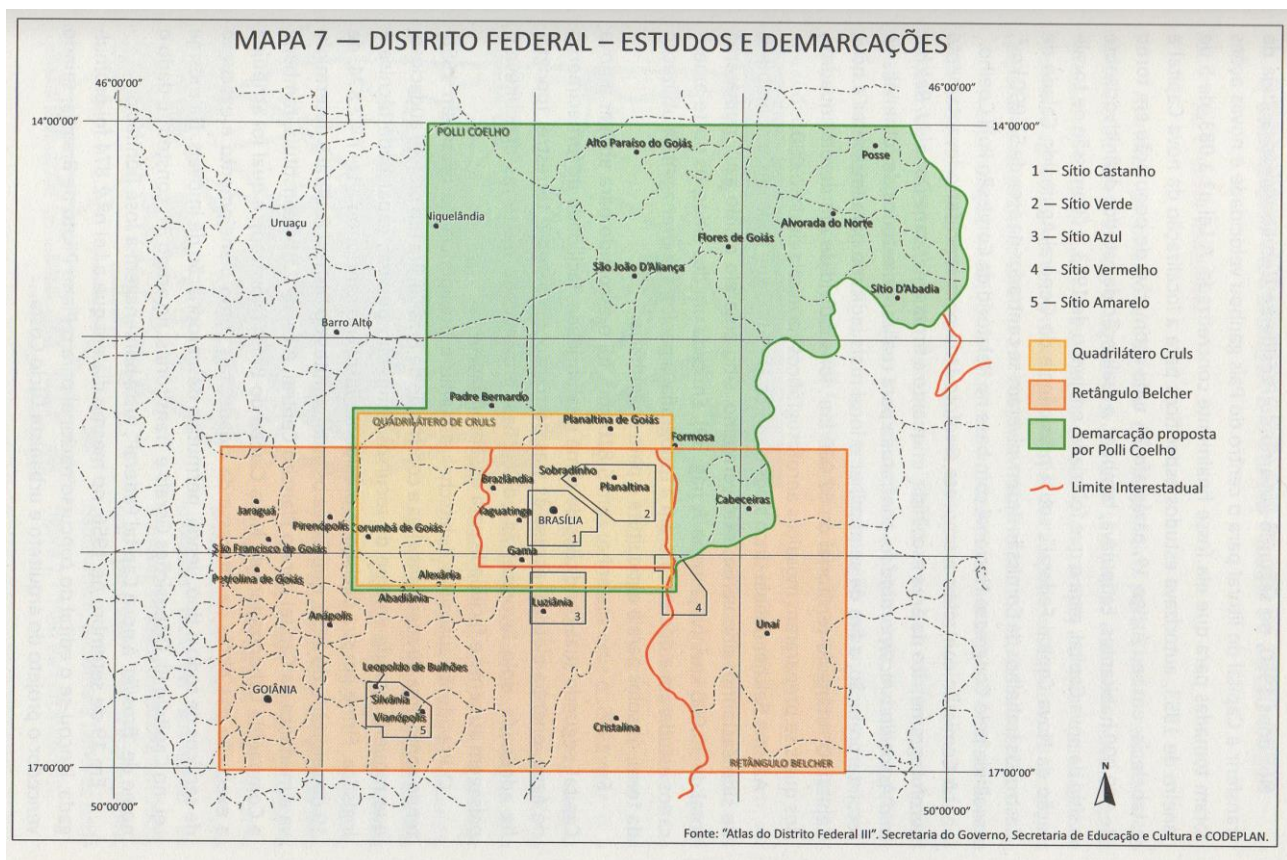 MAPA 7 — DISTRITO FEDERAL – ESTUDOS E DEMARCAÇÕES
46°00'00"
46°00'00"
14°00'00"
14°00'00"
POLLI COELHO
Alto Paraíso do Goiás
Posse
Niquelândia
Uruaçu
Alvorada do Norte
Flores de Goiás
São João D'Aliança
Sítio D'Abadia
Barro Alto
Padre Bernardo
QUADRILÁTERO DE CRULS
Planaltina de Goiás
Formosa
Sobradinho
Brazlândia
Planaltina
Cabeceiras
Jaraguá
Pirenópolis
Corumbá de Goiás
Taguatinga
BRASÍLIA
2
1
São Francisco de Goiás
Gama
Petrolina de Goiás
Alexânia
Abadiânia
Luziânia
3
4
Anápolis
Unaí
Leopoldo de Bulhões
GOIÂNIA
Silvânia
Vianópolis
5
Cristalina
RETÂNGULO BELCHER
17°00'00"
17°00'00"
50°00'00"
50°00'00"
1 — Sítio Castanho
2 — Sítio Verde
3 — Sítio Azul
4 — Sítio Vermelho
5 — Sítio Amarelo
Quadrilátero Cruls
Retângulo Belcher
Demarcação proposta
por Polli Coelho
Limite Interestadual
N
Fonte: "Atlas do Distrito Federal III". Secretaria do Governo, Secretaria de Educação e Cultura e CODEPLAN.